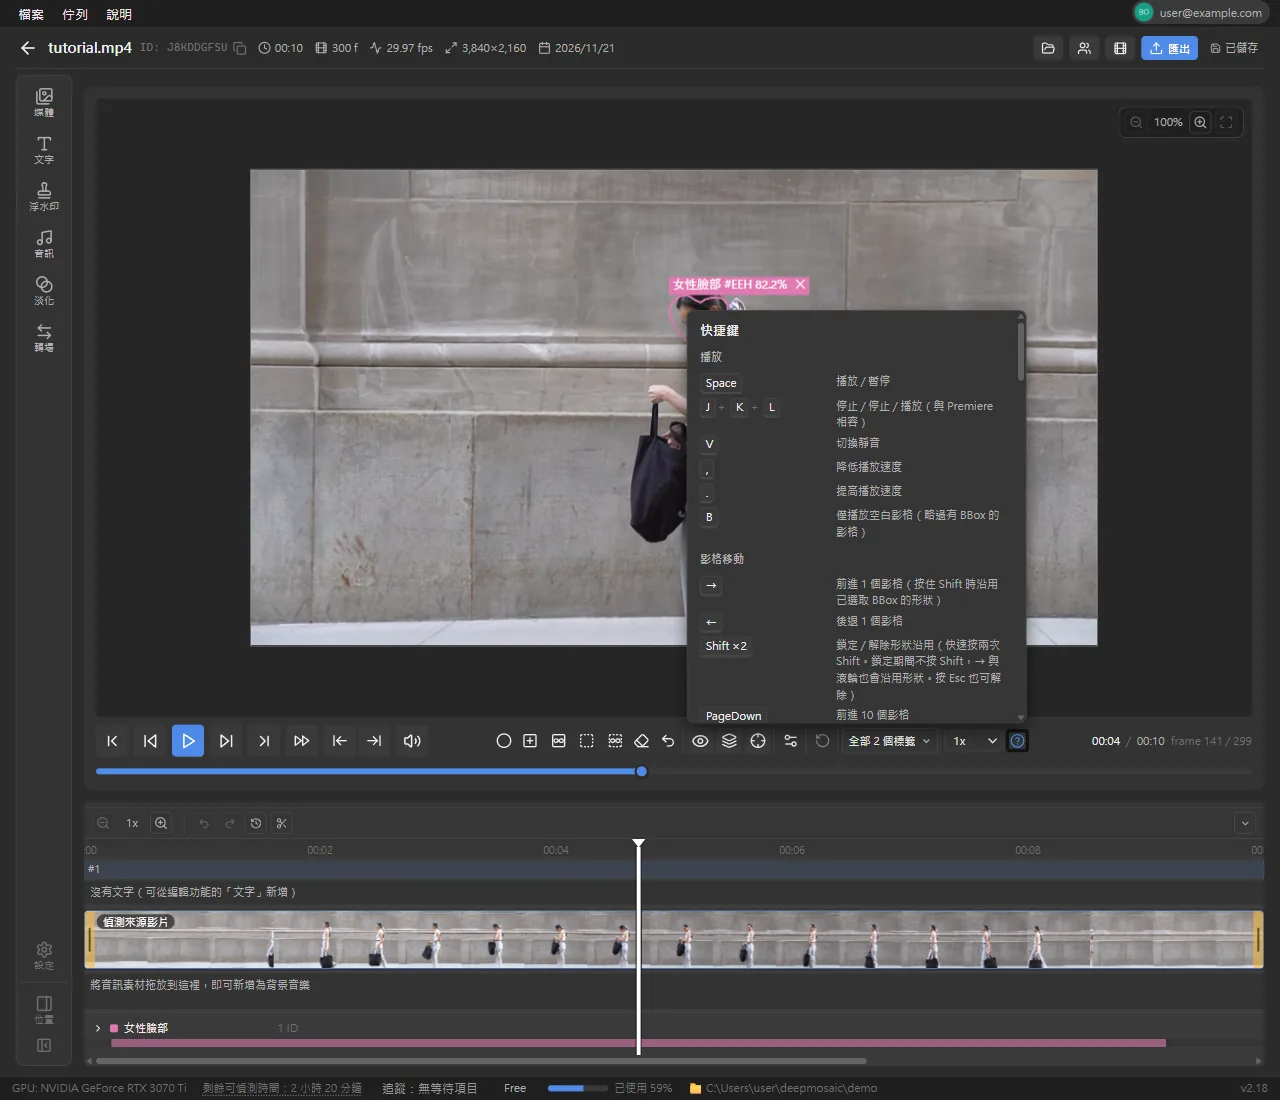 檔案 佇列 說明
user@example.com
tutorial.mp4 ID: J8KDDGFSU 00:10 300 f 29.97 fps 3,840×2,160 2026/11/21
匯出 已儲存
媒體
文字
浮水印
音訊
淡化
轉場
設定
位置
100%
女性臉部 #EEH 82.2%
快捷鍵
播放
Space 播放 / 暫停
J + K + L 停止 / 停止 / 播放（與 Premiere
相容）
V 切換靜音
, 降低播放速度
. 提高播放速度
B 僅播放空白影格（略過有 BBox 的
影格）
影格移動
→ 前進 1 個影格（按住 Shift 時沿用
已選取 BBox 的形狀）
← 後退 1 個影格
Shift ×2 鎖定 / 解除形狀沿用（快速按兩次
Shift。鎖定期間不按 Shift，→ 與
滾輪也會沿用形狀。按 Esc 也可解
除）
PageDown 前進 10 個影格
全部 2 個標籤 1x 00:04 / 00:10 frame 141 / 299
1x
00 00:02 00:04 00:06 00:08 00
#1
沒有文字（可從編輯功能的「文字」新增）
偵測來源影片
將音訊素材拖放到這裡，即可新增為背景音樂
女性臉部 1 ID
GPU: NVIDIA GeForce RTX 3070 Ti 剩餘可偵測時間：2 小時 20 分鐘 追蹤：無等待項目 Free 已使用 59% C:\Users\user\deepmosaic\demo v2.18